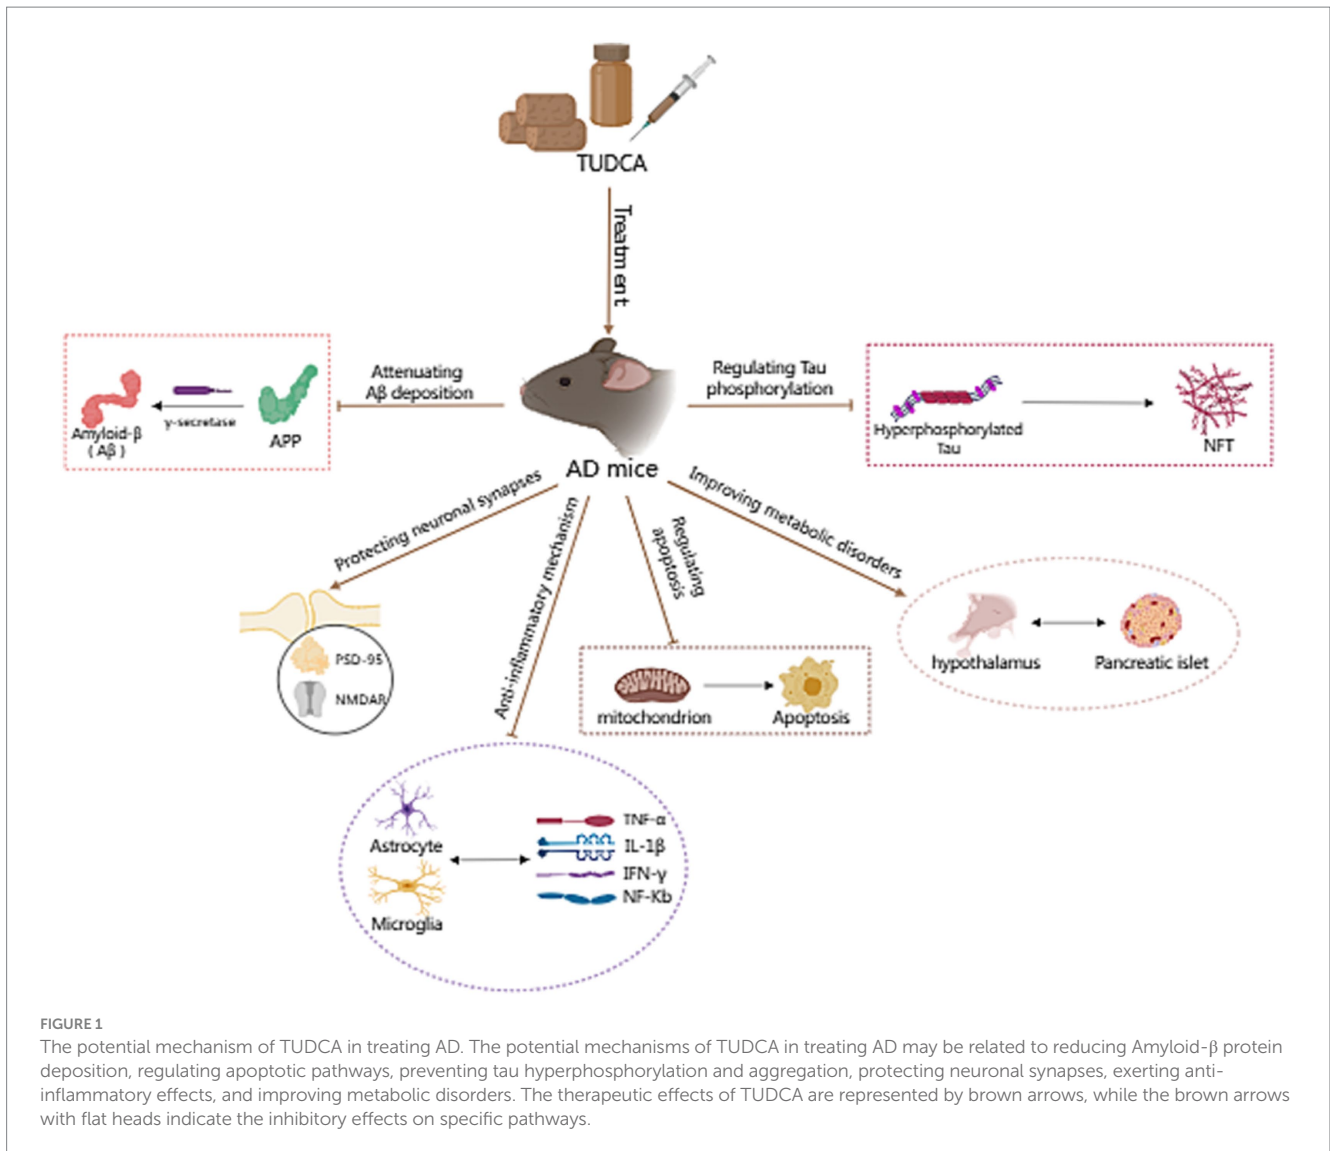 TUDCA
Treatment
Attenuating
Aβ deposition
Regulating Tau
phosphorylation
Amyloid-β
(Aβ)
γ-secretase
APP
Hyperphosphorylated
Tau
NFT
AD mice
Protecting neuronal synapses
Anti-inflammatory mechanism
Regulating
apoptosis
Improving metabolic disorders
PSD-95
NMDAR
mitochondrion
Apoptosis
hypothalamus
Pancreatic islet
Astrocyte
Microglia
TNF-α
IL-1β
IFN-γ
NF-Kb
FIGURE 1
The potential mechanism of TUDCA in treating AD. The potential mechanisms of TUDCA in treating AD may be related to reducing Amyloid-β protein
deposition, regulating apoptotic pathways, preventing tau hyperphosphorylation and aggregation, protecting neuronal synapses, exerting anti-
inflammatory effects, and improving metabolic disorders. The therapeutic effects of TUDCA are represented by brown arrows, while the brown arrows
with flat heads indicate the inhibitory effects on specific pathways.